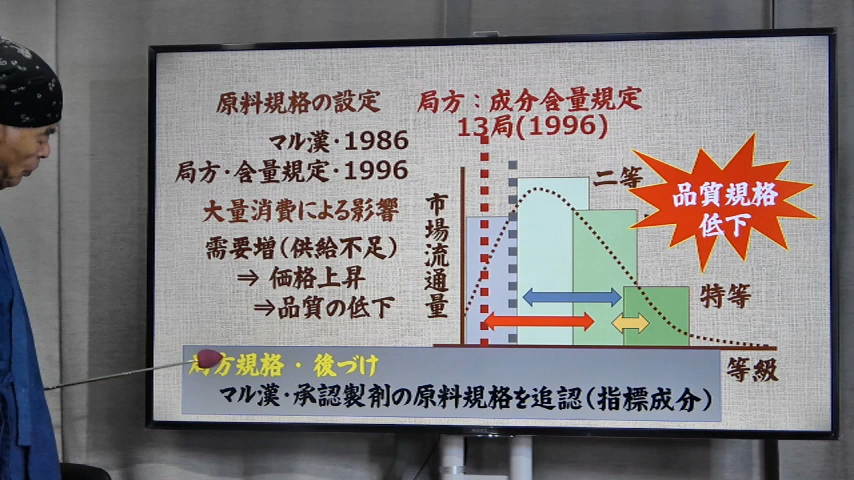 原料規格の設定
マル漢・1986
局方・含量規定・1996
大量消費による影響
需要増(供給不足)
⇒ 価格上昇
⇒品質の低下
局方：成分含量規定
13局(1996)
市場流通量
二等
特等
等級
品質規格
低下
局方規格・後づけ
マル漢・承認製剤の原料規格を追認(指標成分)